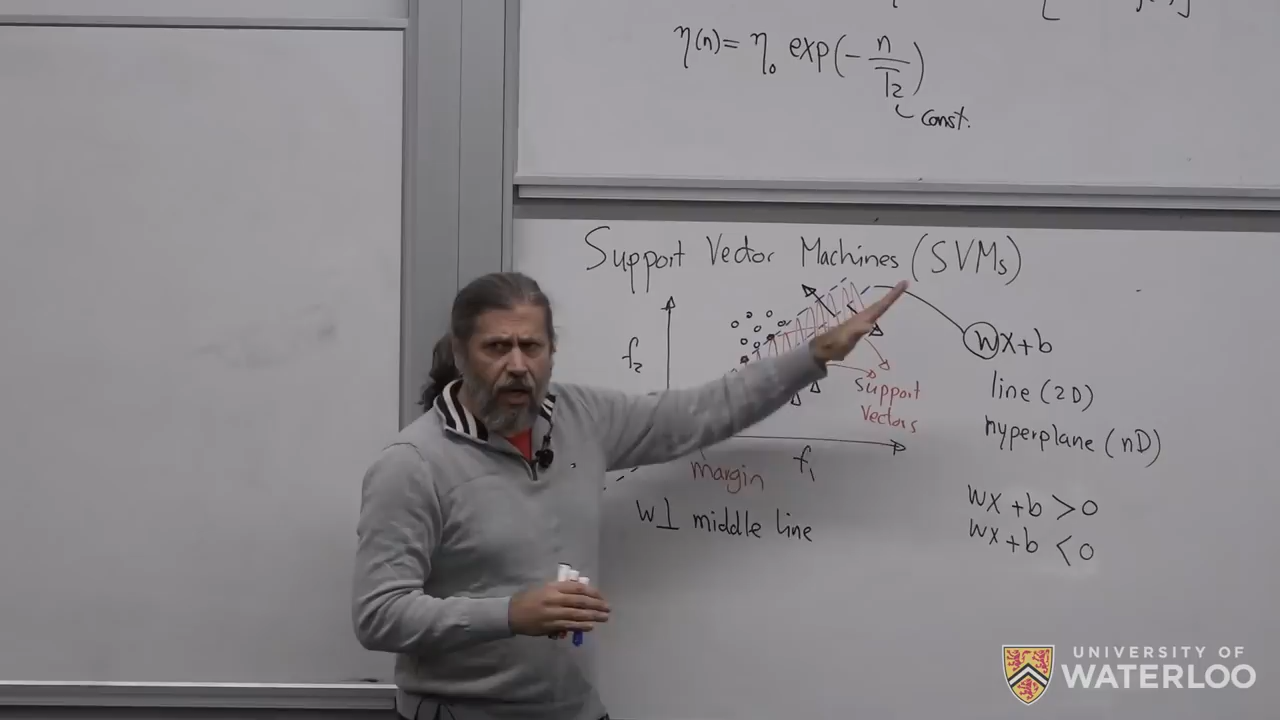 η(n) = η₀ exp(-n/τ₂)
const.
Support Vector Machines (SVMs)
f₂
wx+b
line (2D)
hyperplane (nD)
support
vectors
margin
f₁
w⊥ middle line
wx+b > 0
wx+b < 0
UNIVERSITY OF
WATERLOO